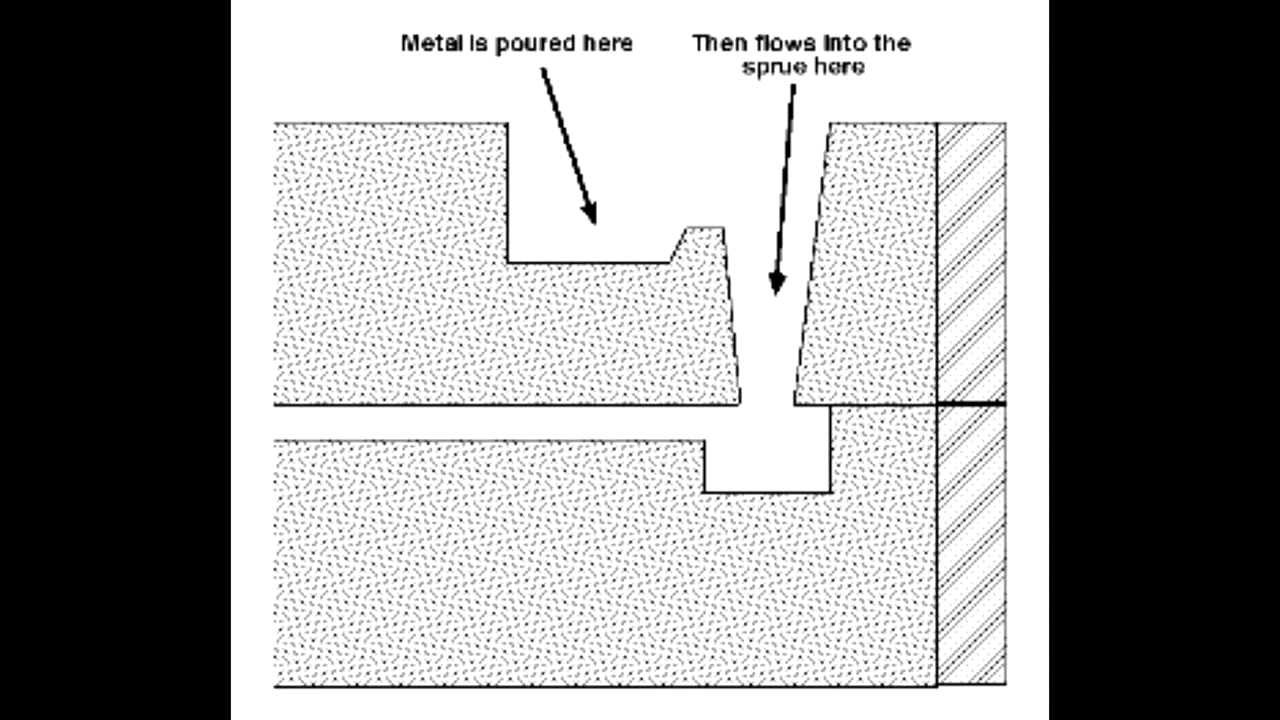 Metal is poured here
Then flows into the
sprue here